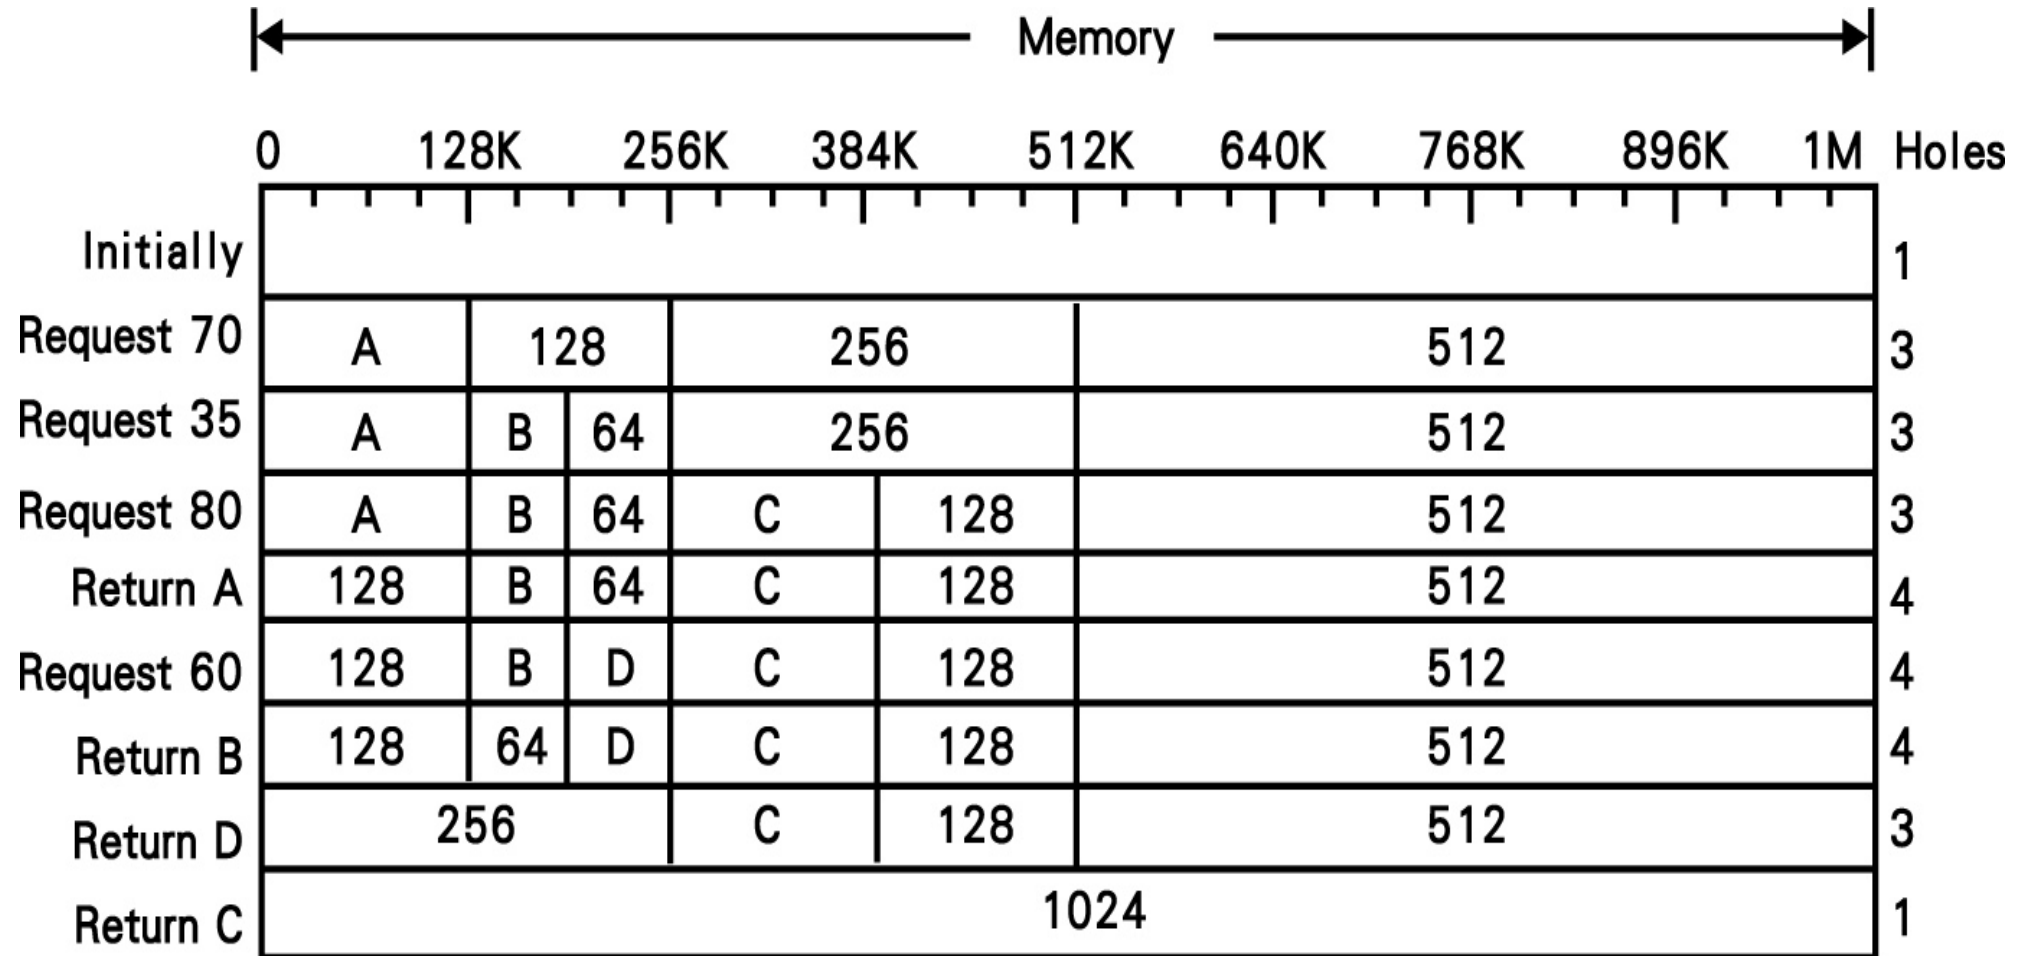 Memory
0 128K 256K 384K 512K 640K 768K 896K 1M Holes
Initially 1
Request 70 A 128 256 512 3
Request 35 A B 64 256 512 3
Request 80 A B 64 C 128 512 3
Return A 128 B 64 C 128 512 4
Request 60 128 B D C 128 512 4
Return B 128 64 D C 128 512 4
Return D 256 C 128 512 3
Return C 1024 1